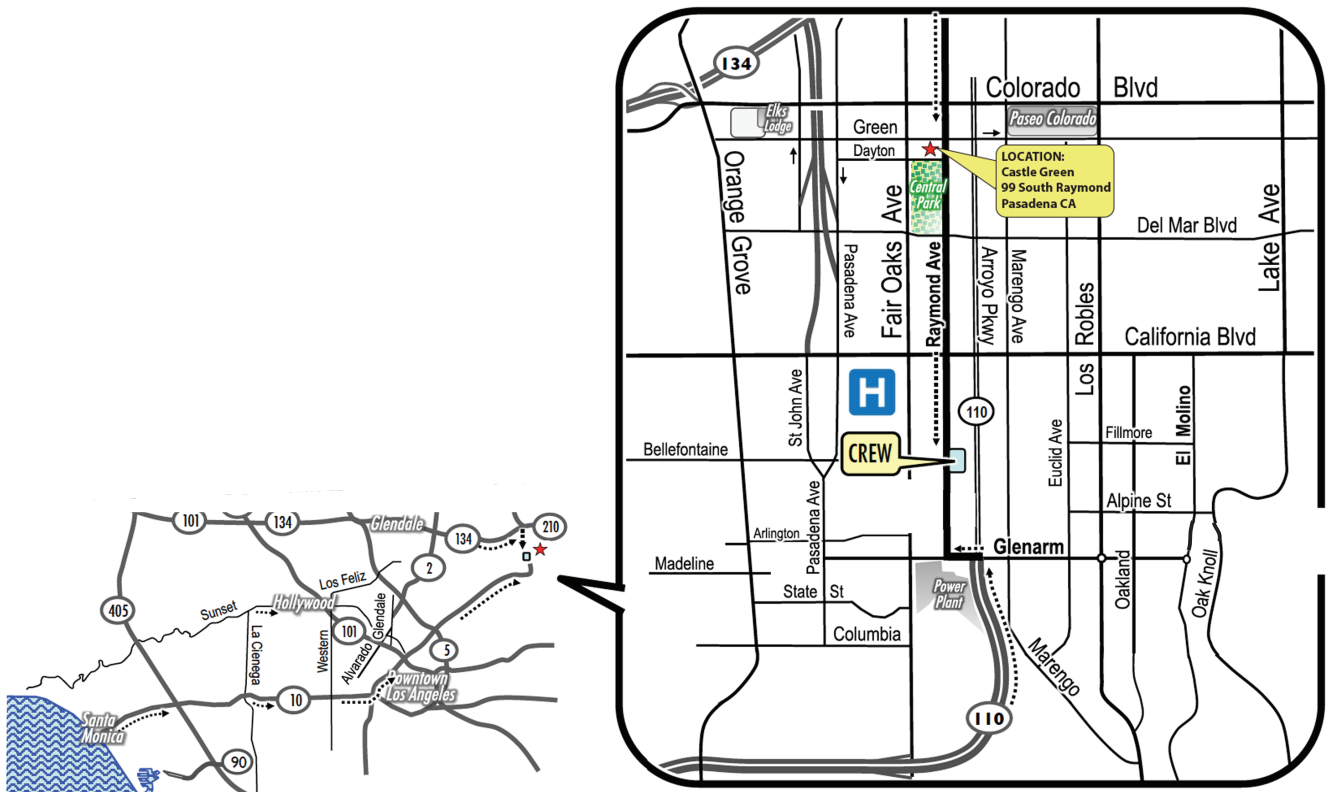 134
Colorado Blvd
Elks
Lodge
Paseo Colorado
Green
Dayton
LOCATION:
Castle Green
99 South Raymond
Pasadena CA
Central
Park
Orange Grove
Fair Oaks Ave
Lake Ave
Del Mar Blvd
Pasadena Ave
Raymond Ave
Arroyo Pkwy
Marengo Ave
Los Robles
California Blvd
H
St John Ave
110
El Molino
Fillmore
Euclid Ave
Bellefontaine
CREW
Alpine St
Pasadena Ave
Arlington
Glenarm
Madeline
Power
Plant
State St
Oakland
Oak Knoll
Columbia
Marengo
110
101
134
Glendale
134
210
2
Los Feliz
405
Sunset
Hollywood
La Cienega
Western
101
Alvarado
Glendale
5
Downtown
Los Angeles
10
Santa
Monica
90